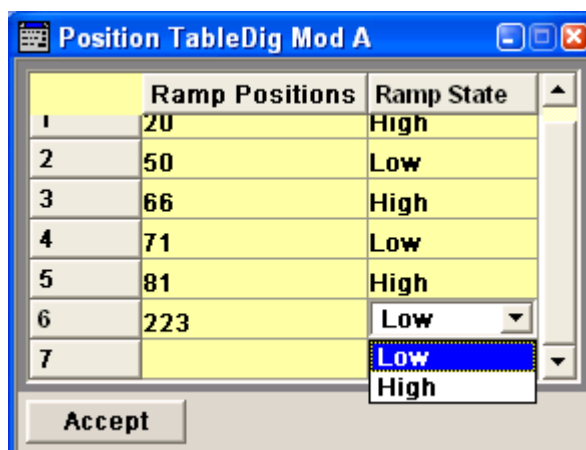 Position TableDig Mod A
Ramp Positions Ramp State
1 20 High
2 50 Low
3 66 High
4 71 Low
5 81 High
6 223 Low
7 Low
High
Accept